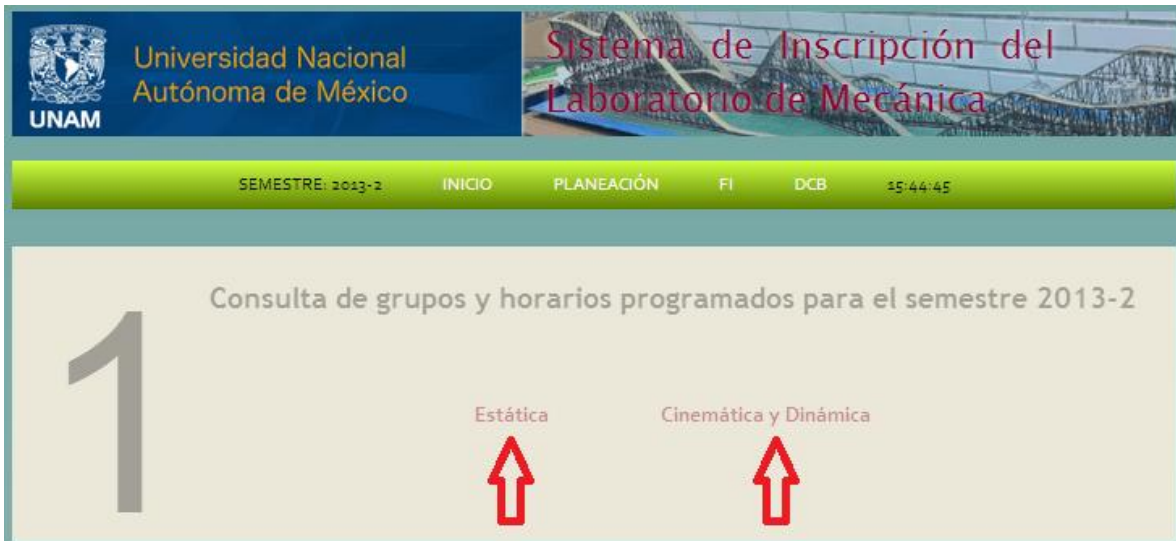 Universidad Nacional
Autónoma de México
UNAM
Sistema de Inscripción del
Laboratorio de Mecánica
SEMESTRE: 2013-2 INICIO PLANEACIÓN FI DCB 15:44:45
1
Consulta de grupos y horarios programados para el semestre 2013-2
Estática Cinemática y Dinámica